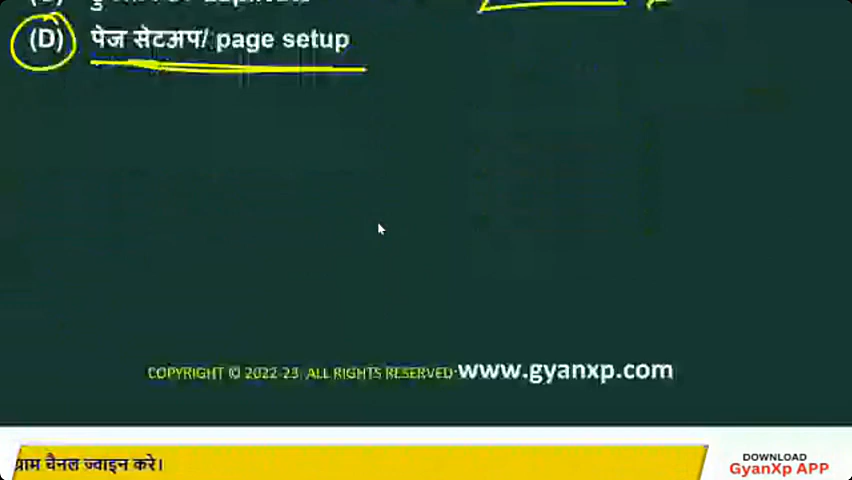 (D) पेज सेटअप/ page setup
COPYRIGHT © 2022-23. ALL RIGHTS RESERVED www.gyanxp.com
ग्राम चैनल ज्वाइन करे।
DOWNLOAD
GyanXp APP